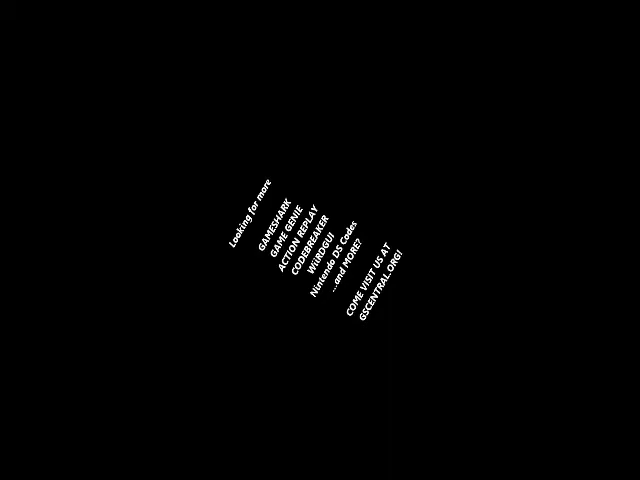 Looking for more
GAMESHARK
GAME GENIE
ACTION REPLAY
CODEBREAKER
WiiRDGUI
Nintendo DS Codes
...and MORE?
COME VISIT US AT
GSCENTRAL.ORG!